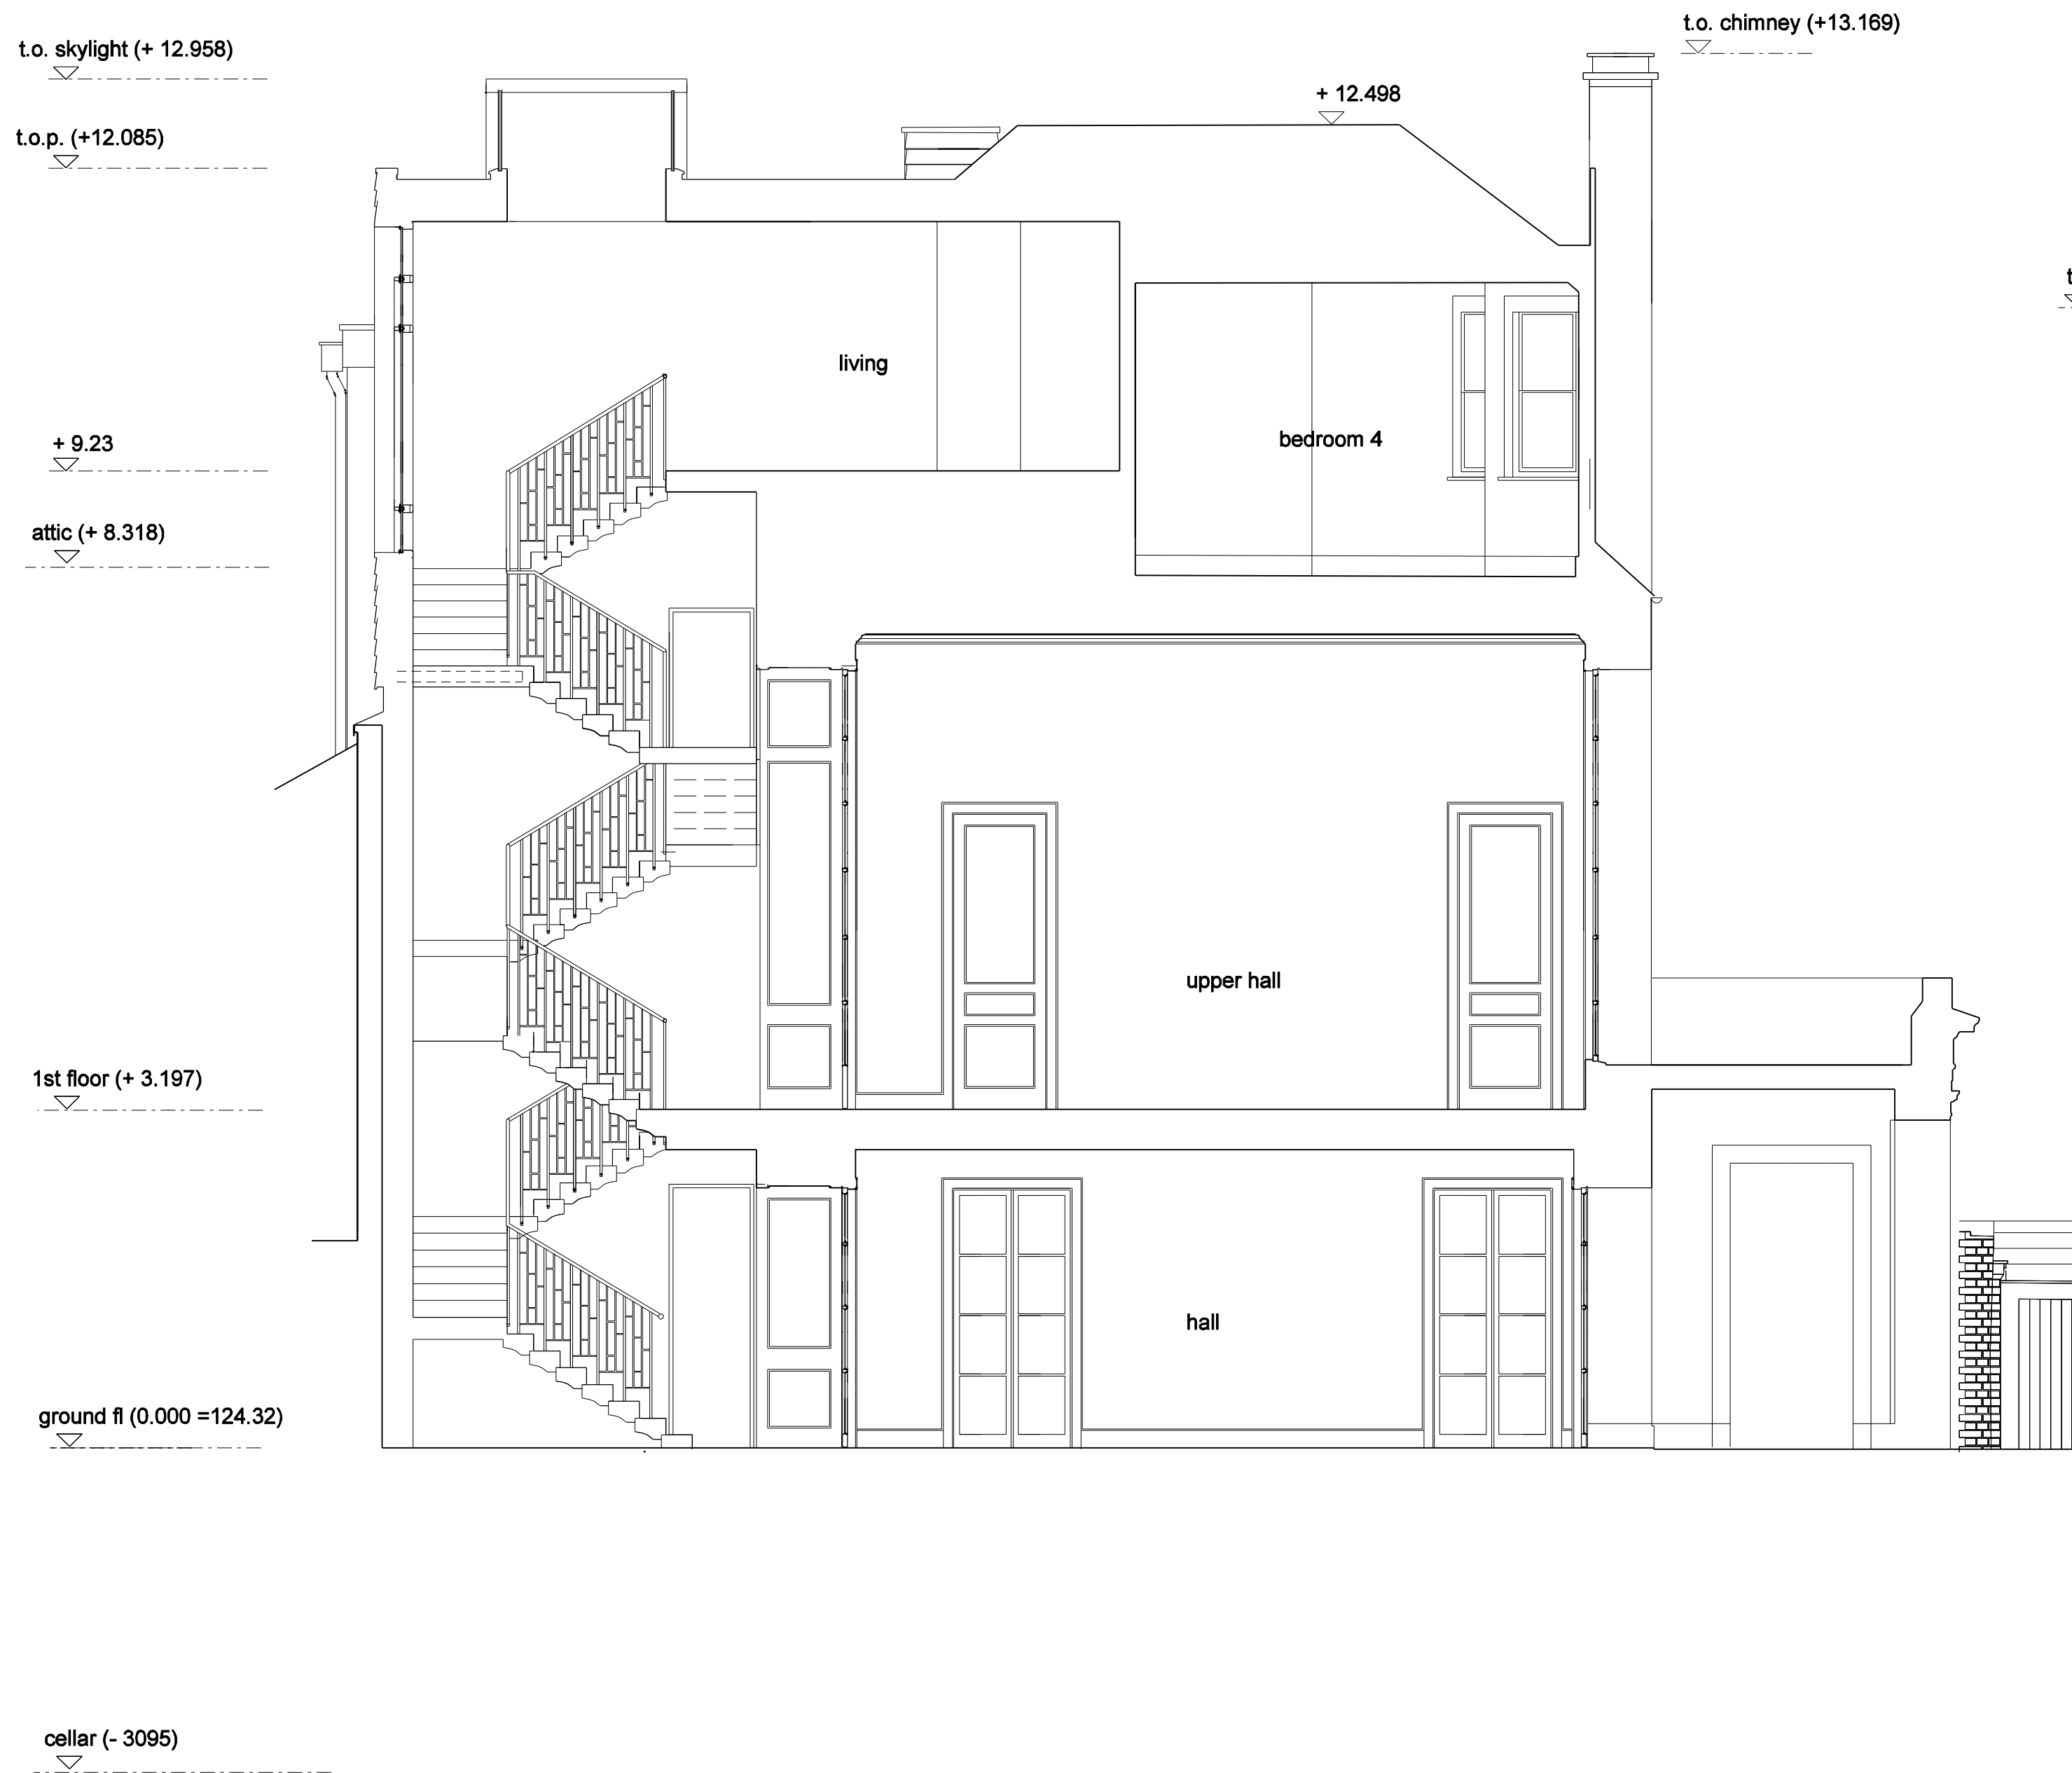 t.o. chimney (+13.169)
t.o. skylight (+ 12.958)
+ 12.498
t.o.p. (+12.085)
living
bedroom 4
+ 9.23
attic (+ 8.318)
upper hall
1st floor (+ 3.197)
hall
ground fl (0.000 =124.32)
cellar (- 3095)